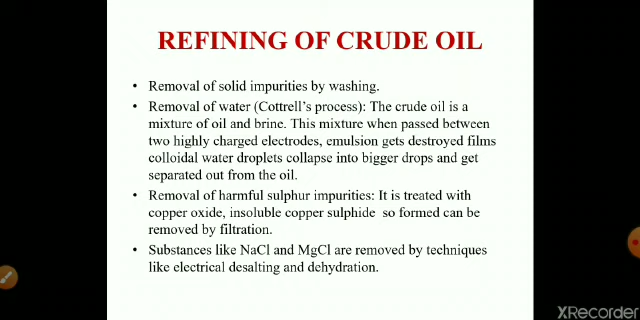 REFINING OF CRUDE OIL
• Removal of solid impurities by washing.
• Removal of water (Cottrell's process): The crude oil is a
mixture of oil and brine. This mixture when passed between
two highly charged electrodes, emulsion gets destroyed films
colloidal water droplets collapse into bigger drops and get
separated out from the oil.
• Removal of harmful sulphur impurities: It is treated with
copper oxide, insoluble copper sulphide so formed can be
removed by filtration.
• Substances like NaCl and MgCl are removed by techniques
like electrical desalting and dehydration.
XRecorder